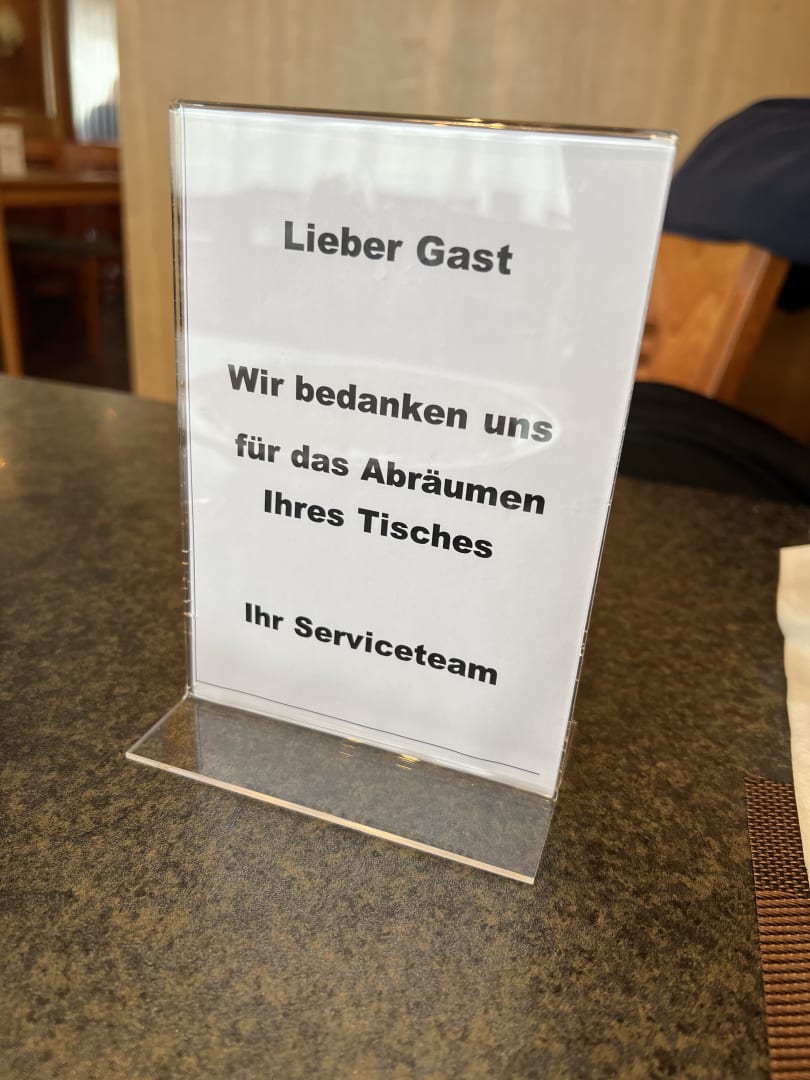 Lieber Gast
Wir bedanken uns
für das Abräumen
Ihres Tisches
Ihr Serviceteam